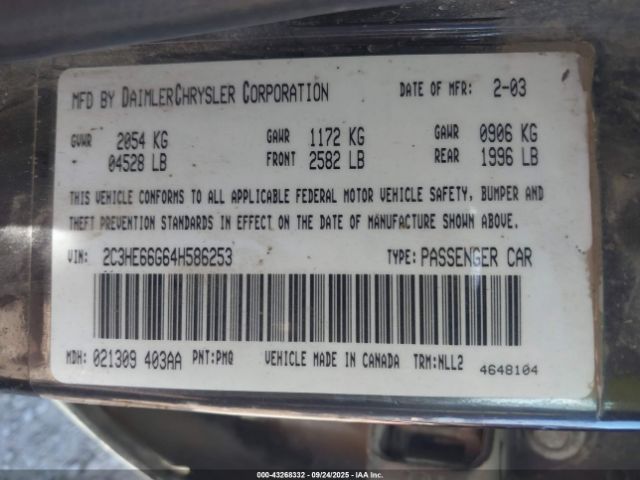 MFD BY DAIMLERCHRYSLER CORPORATION DATE OF MFR: 2-03
GVWR 2054 KG GAWR 1172 KG GAWR 0906 KG
04528 LB FRONT 2582 LB REAR 1996 LB
THIS VEHICLE CONFORMS TO ALL APPLICABLE FEDERAL MOTOR VEHICLE SAFETY, BUMPER AND
THEFT PREVENTION STANDARDS IN EFFECT ON THE DATE OF MANUFACTURE SHOWN ABOVE.
VIN: 2C3HE66G64H586253 TYPE: PASSENGER CAR
MDH: 021309 403AA PNT:PMQ VEHICLE MADE IN CANADA TRM:NLL2
4648104
000-43268332 - 09/24/2025 - IAAI, Inc.